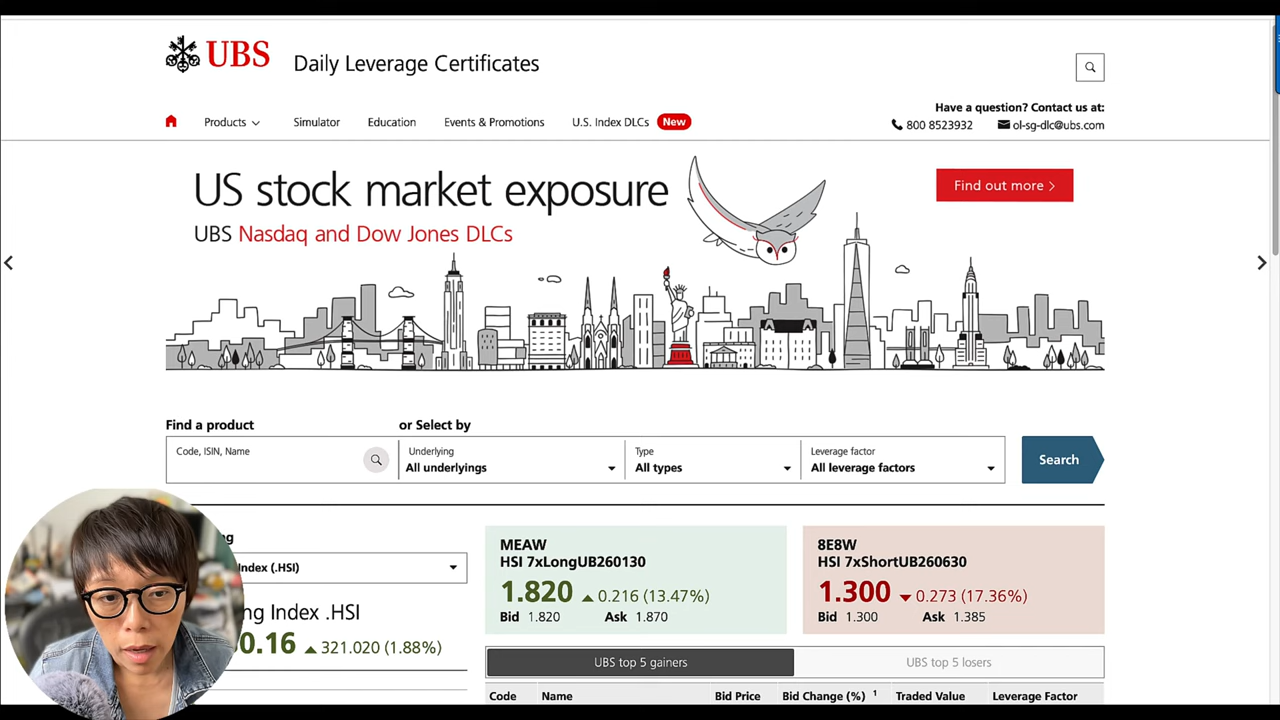 UBS Daily Leverage Certificates
Products
Simulator
Education
Events & Promotions
U.S. Index DLCs New
Have a question? Contact us at:
800 8523932 ol-sg-dlc@ubs.com
US stock market exposure
UBS Nasdaq and Dow Jones DLCs
Find out more
Find a product
or Select by
Code, ISIN, Name
Underlying
All underlyings
Type
All types
Leverage factor
All leverage factors
Search
ng
Index (.HSI)
ng Index .HSI
0.16 321.020 (1.88%)
MEAW
HSI 7xLongUB260130
1.820 0.216 (13.47%)
Bid 1.820 Ask 1.870
8E8W
HSI 7xShortUB260630
1.300 0.273 (17.36%)
Bid 1.300 Ask 1.385
UBS top 5 gainers
UBS top 5 losers
Code Name Bid Price Bid Change (%) 1 Traded Value Leverage Factor